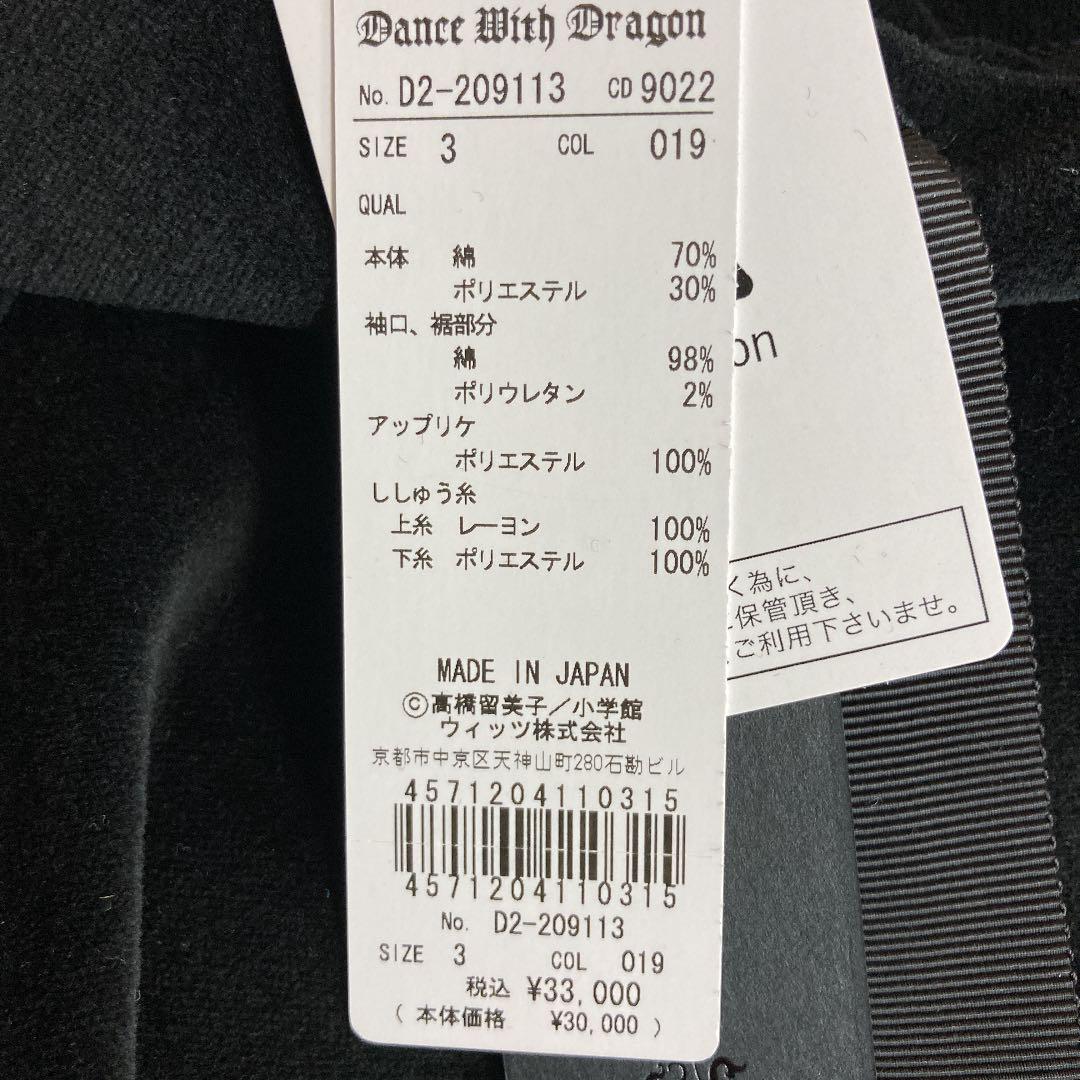 Dance With Dragon
No. D2-209113 CD 9022
SIZE 3 COL 019
QUAL
本体 綿 70%
ポリエステル 30%
袖口、裾部分
綿 98%
ポリウレタン 2%
アップリケ
ポリエステル 100%
ししゅう糸
上糸 レーヨン 100%
下糸 ポリエステル 100%
MADE IN JAPAN
©高橋留美子／小学館
ウィッツ株式会社
京都市中京区天神山町280石勘ビル
4571204110315
4571204110315
No. D2-209113
SIZE 3 COL 019
税込 ¥33,000
( 本体価格 ¥30,000 )
on
く為に、
保管頂き、
ご利用下さいませ。